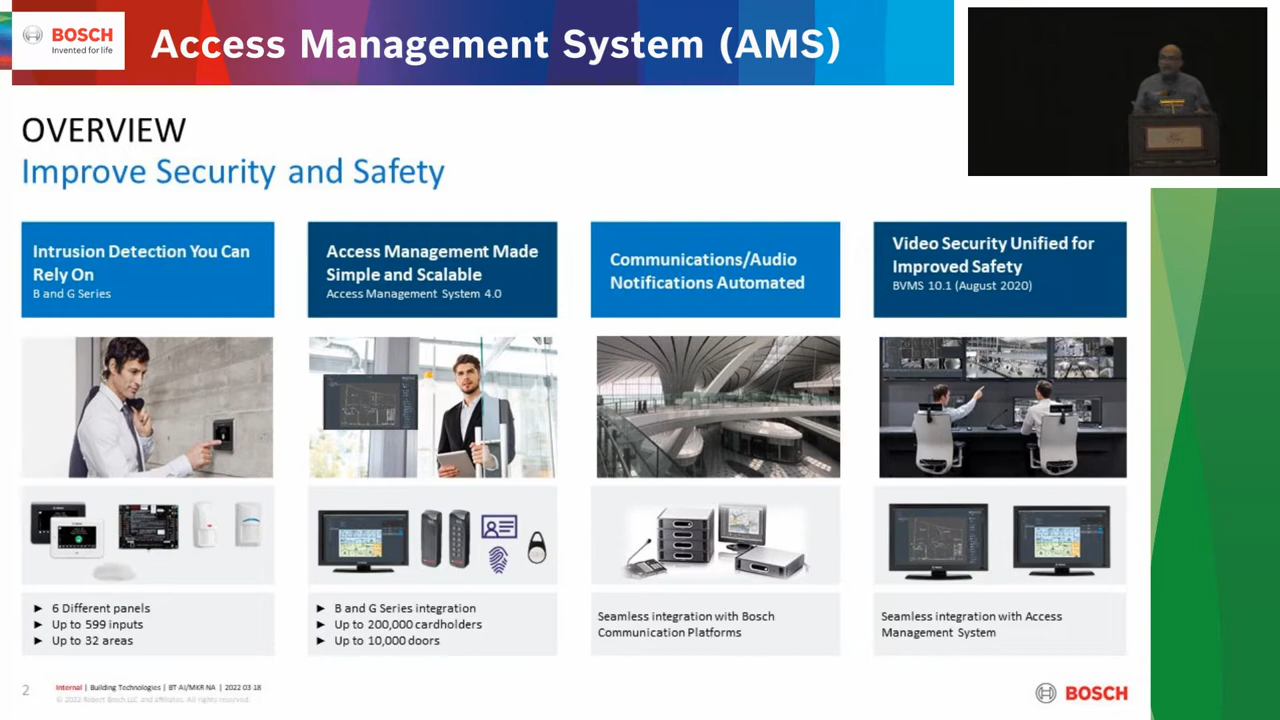 BOSCH
Invented for life
Access Management System (AMS)
OVERVIEW
Improve Security and Safety
Intrusion Detection You Can
Rely On
B and G Series
Access Management Made
Simple and Scalable
Access Management System 4.0
Communications/Audio
Notifications Automated
Video Security Unified for
Improved Safety
BVMS 10.1 (August 2020)
► 6 Different panels
► Up to 599 inputs
► Up to 32 areas
► B and G Series integration
► Up to 200,000 cardholders
► Up to 10,000 doors
Seamless integration with Bosch
Communication Platforms
Seamless integration with Access
Management System
2
Internal | Building Technologies | BT-AI/MKR NA | 2022-03-18
© 2022 Robert Bosch LLC and affiliates. All rights reserved.
BOSCH